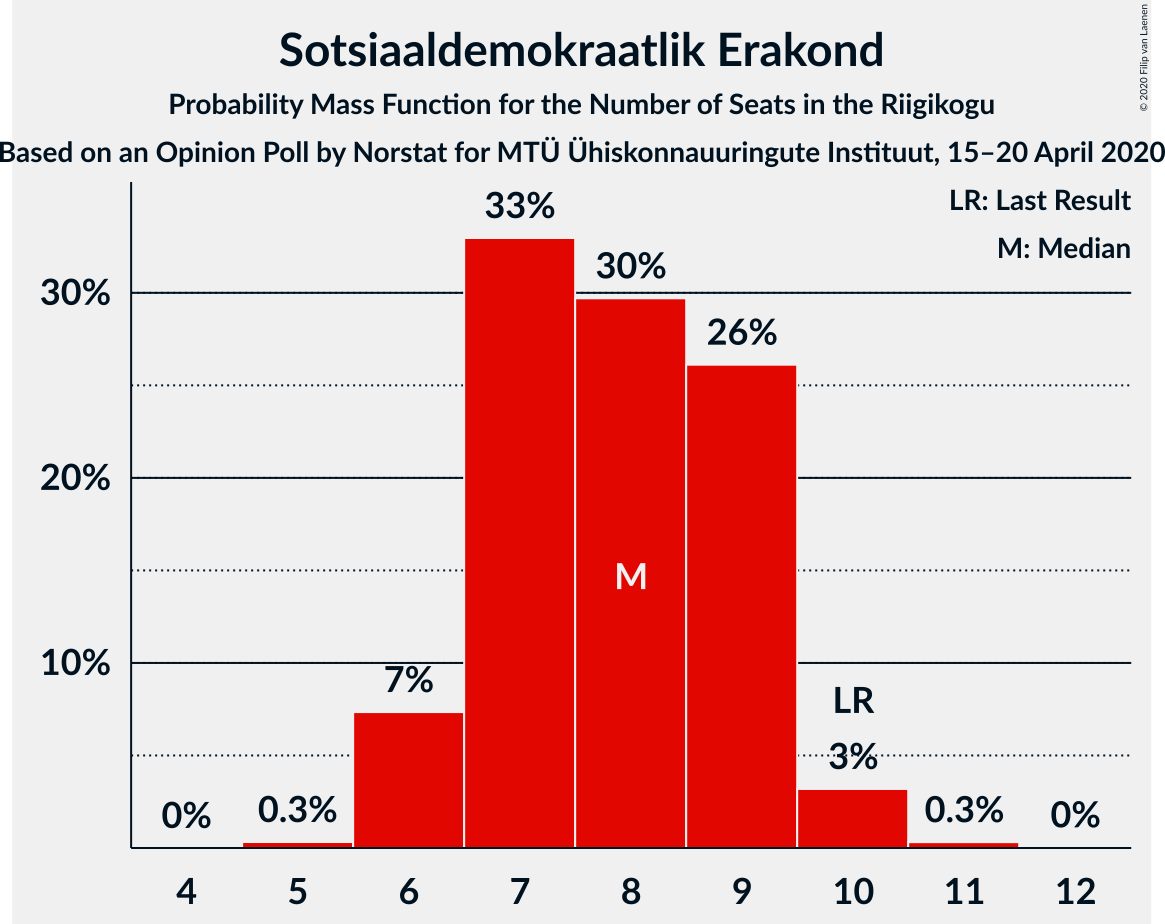 Sotsiaaldemokraatlik Erakond
Probability Mass Function for the Number of Seats in the Riigikogu
Based on an Opinion Poll by Norstat for MTÜ Ühiskonnauuringute Instituut, 15–20 April 2020
© 2020 Filip van Laenen
LR: Last Result
M: Median
33%
30%
26%
30%
20%
10%
M
7%
LR
3%
0%
0.3%
0.3%
0%
4 5 6 7 8 9 10 11 12